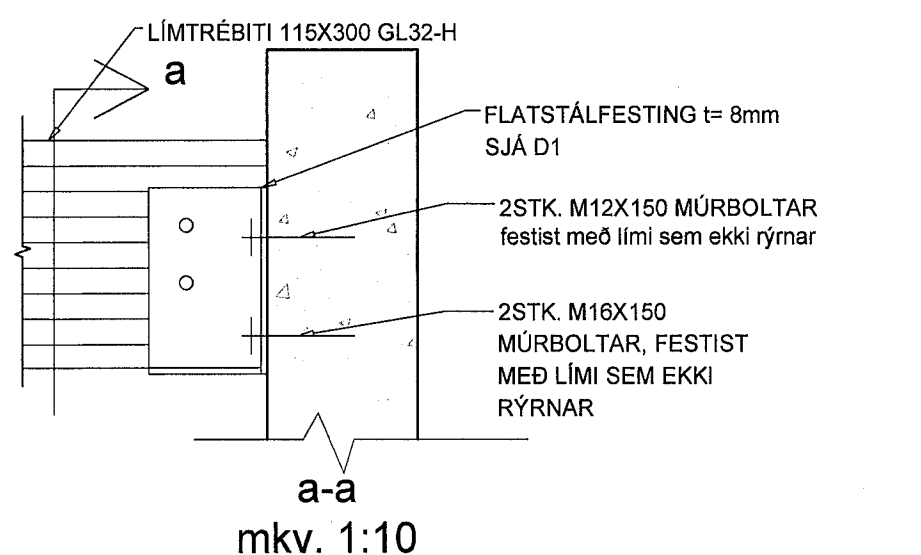 LÍMTRÉBITI 115X300 GL32-H
a
FLATSTÁLFESTING t= 8mm
SJÁ D1
2STK. M12X150 MÚRBOLTAR
festist með lími sem ekki rýrnar
2STK. M16X150
MÚRBOLTAR, FESTIST
MEÐ LÍMI SEM EKKI
RÝRNAR
a-a
mkv. 1:10